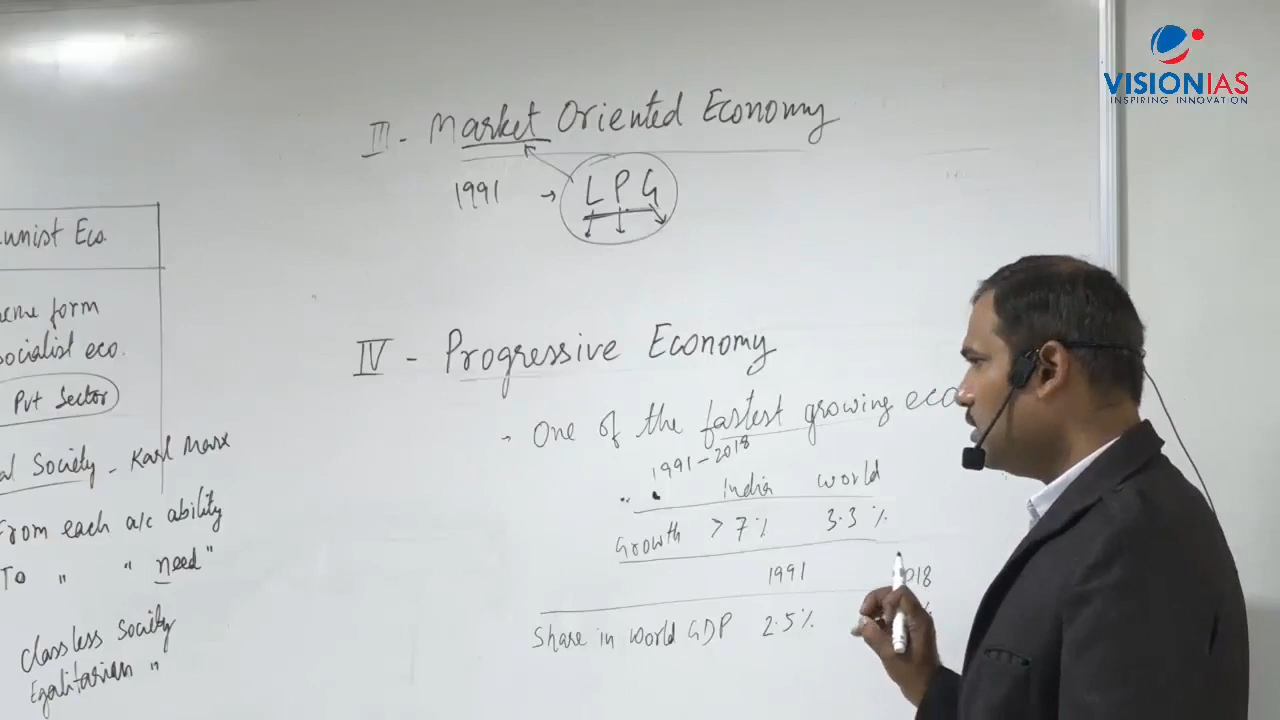 VISIONIAS
INSPIRING INNOVATION
III - Market Oriented Economy
1991 → LPG
IV - Progressive Economy
- One of the fastest growing eco
1991-2018
" India World
Growth > 7% 3.3%
1991 2018
Share in World GDP 2.5% %
unist Eco.
eme form
socialist eco.
Pvt Sector
al Society - Karl Marx
From each a/c ability
To " " need"
Classless Society
Egalitarian "